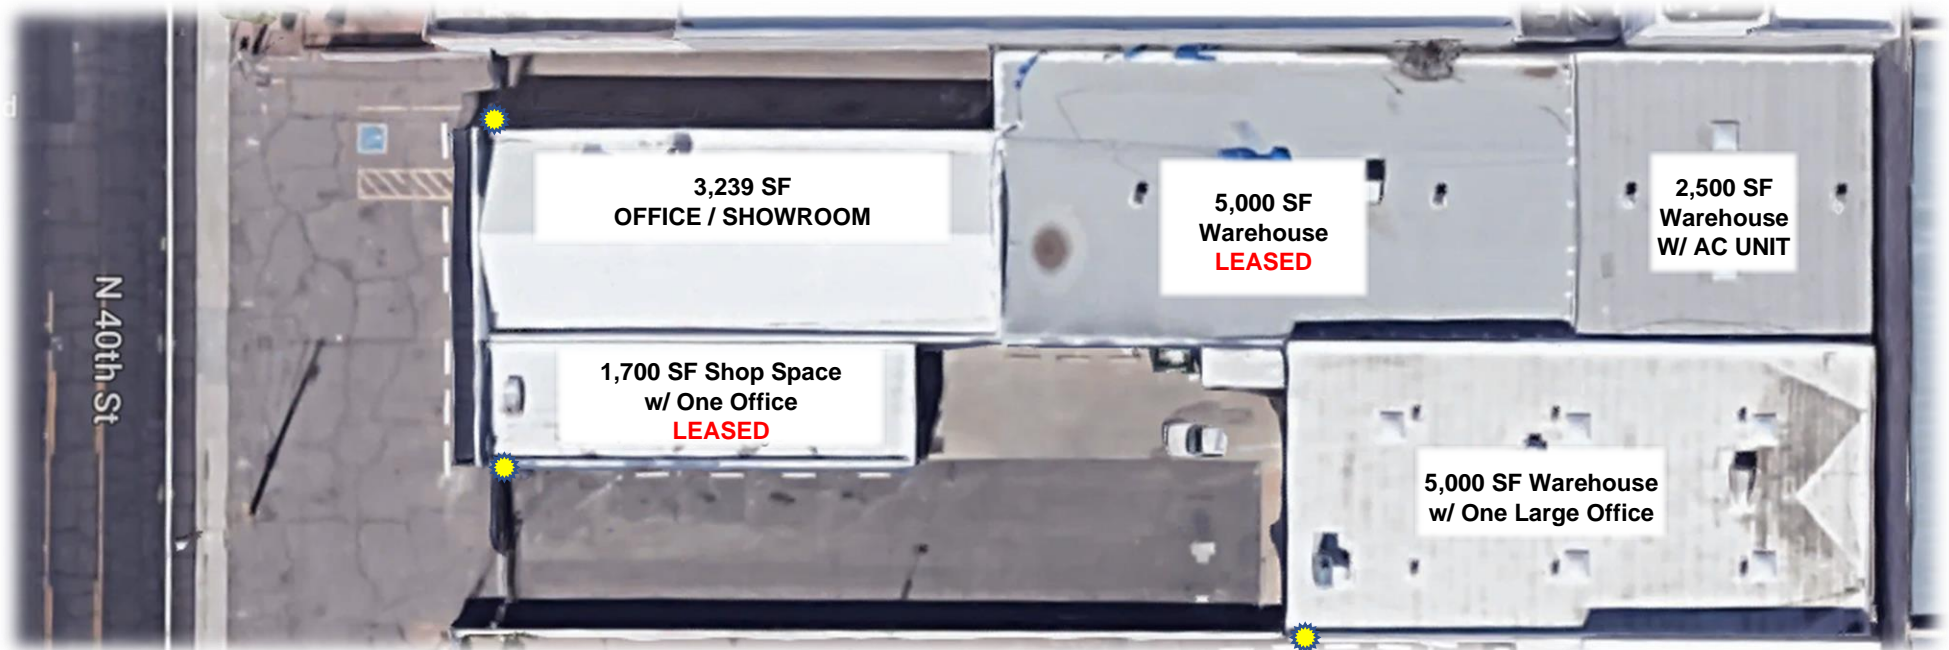 3,239 SF
OFFICE / SHOWROOM
5,000 SF
Warehouse
LEASED
2,500 SF
Warehouse
W/ AC UNIT
N 40th St
1,700 SF Shop Space
w/ One Office
LEASED
5,000 SF Warehouse
w/ One Large Office